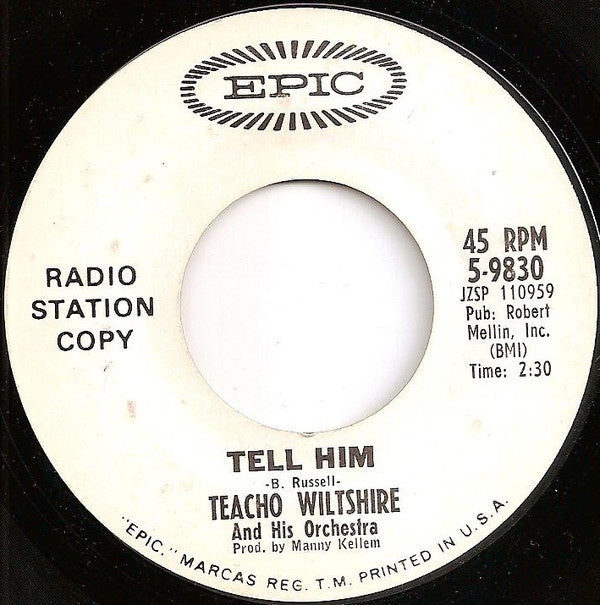 EPIC
RADIO
STATION
COPY
45 RPM
5-9830
JZSP 110959
Pub: Robert
Mellin, Inc.
(BMI)
Time: 2:30
TELL HIM
-B. Russell-
TEACHO WILTSHIRE
And His Orchestra
Prod. by Manny Kellem
"EPIC," MARCAS REG. T.M. PRINTED IN U.S.A.